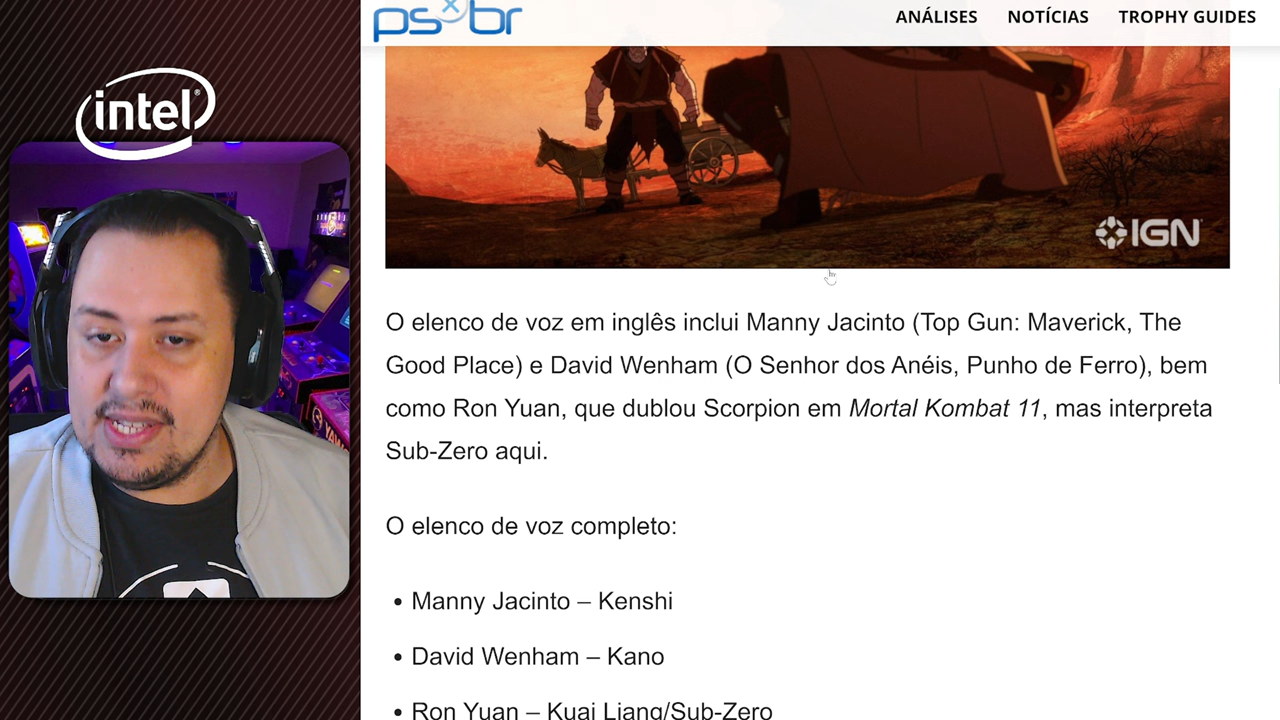 psxbr
ANÁLISES NOTÍCIAS TROPHY GUIDES
intel®
IGN
O elenco de voz em inglês inclui Manny Jacinto (Top Gun: Maverick, The
Good Place) e David Wenham (O Senhor dos Anéis, Punho de Ferro), bem
como Ron Yuan, que dublou Scorpion em Mortal Kombat 11, mas interpreta
Sub-Zero aqui.
O elenco de voz completo:
• Manny Jacinto – Kenshi
• David Wenham – Kano
• Ron Yuan – Kuai Liang/Sub-Zero